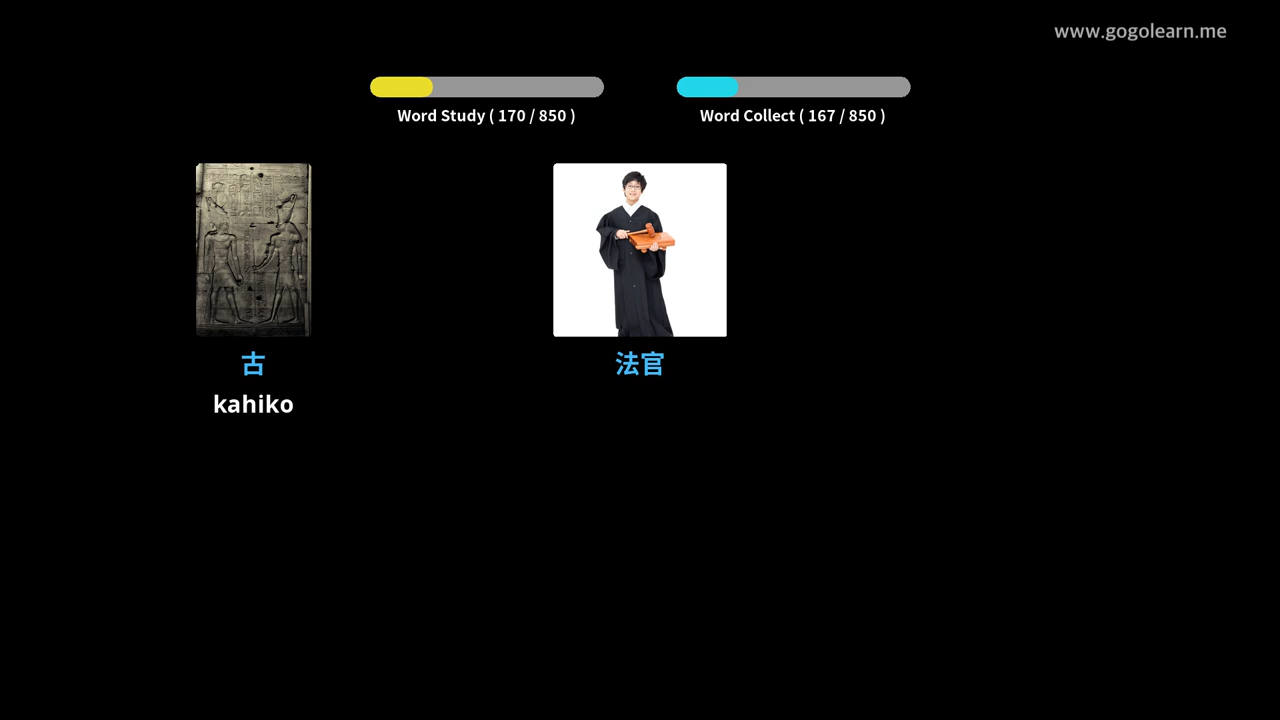 www.gogolearn.me
Word Study ( 170 / 850 )
Word Collect ( 167 / 850 )
古
法官
kahiko